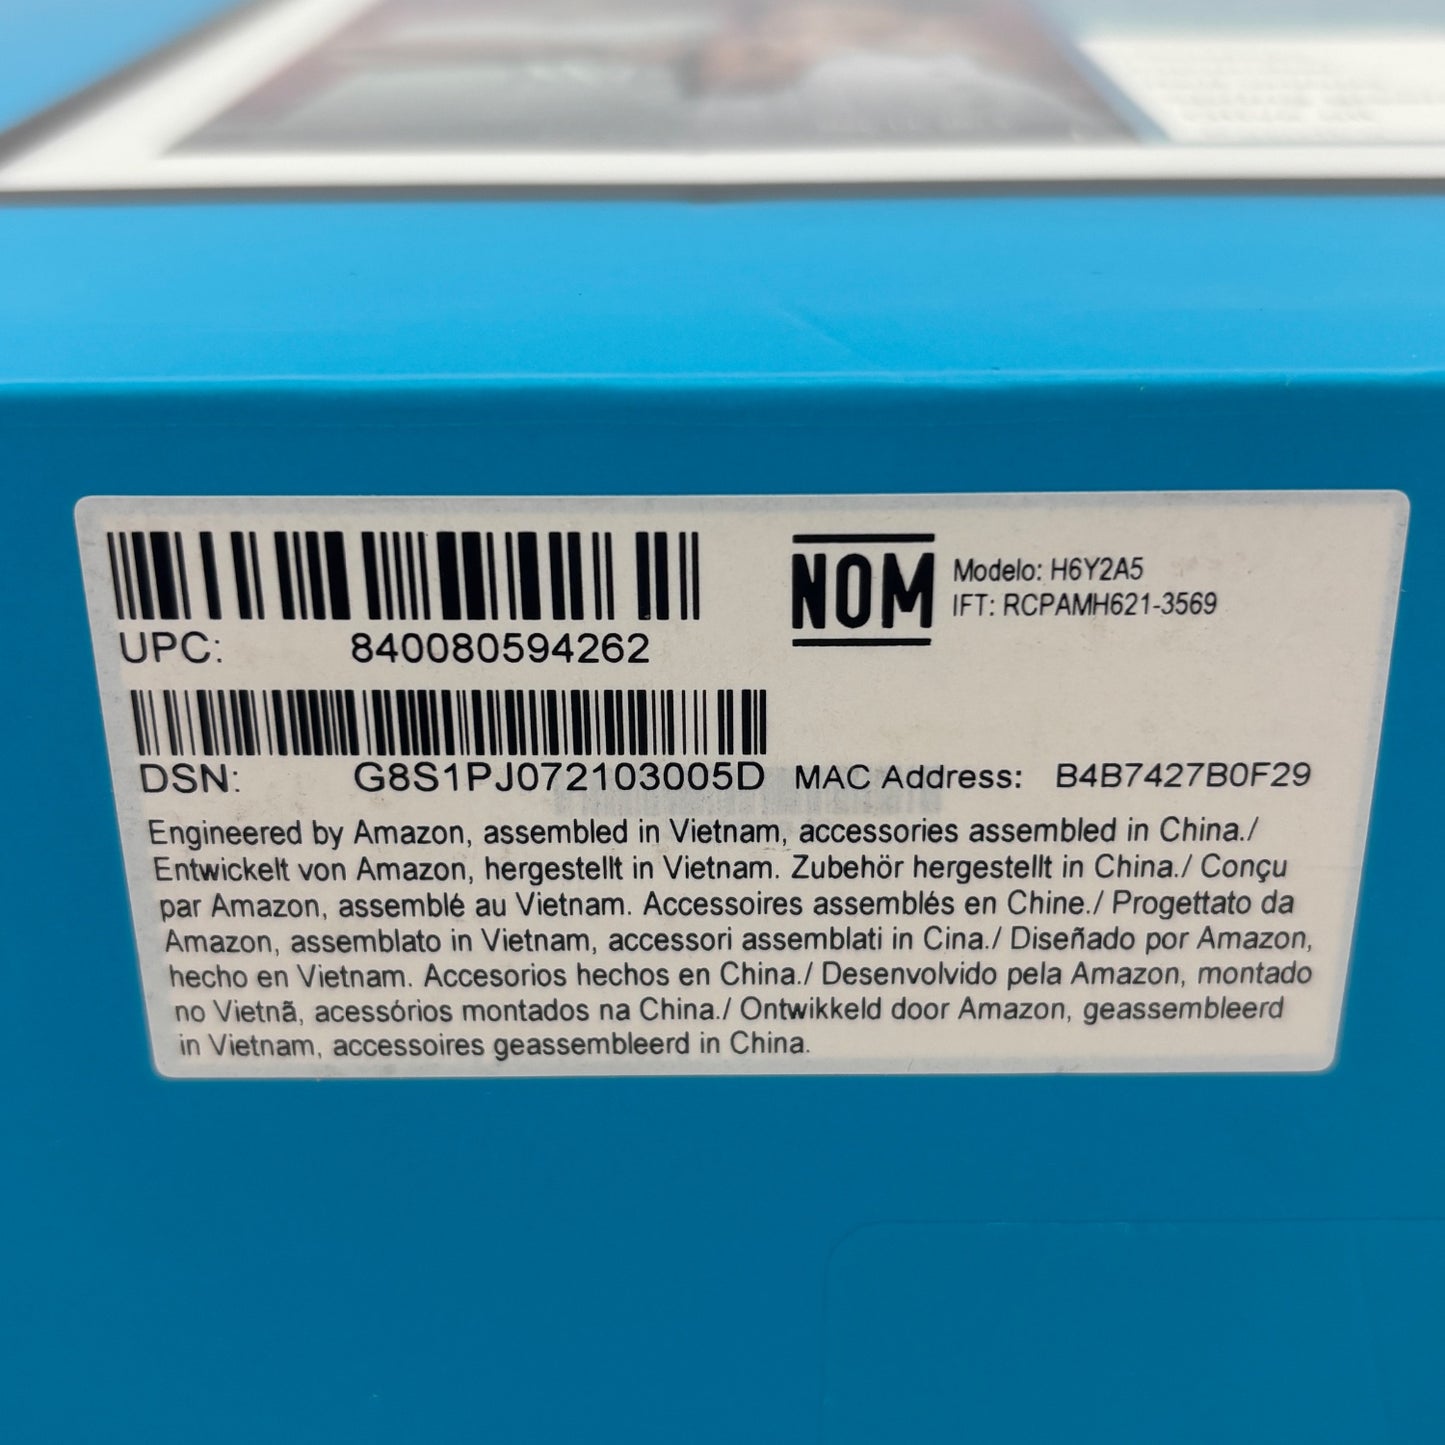 UPC: 840080594262
NOM
Modelo: H6Y2A5
IFT: RCPAMH621-3569
DSN: G8S1PJ072103005D MAC Address: B4B7427B0F29
Engineered by Amazon, assembled in Vietnam, accessories assembled in China./
Entwickelt von Amazon, hergestellt in Vietnam. Zubehör hergestellt in China./ Conçu
par Amazon, assemblé au Vietnam. Accessoires assemblés en Chine./ Progettato da
Amazon, assemblato in Vietnam, accessori assemblati in Cina./ Diseñado por Amazon,
hecho en Vietnam. Accesorios hechos en China./ Desenvolvido pela Amazon, montado
no Vietnã, acessórios montados na China./ Ontwikkeld door Amazon, geassembleerd
in Vietnam, accessoires geassembleerd in China.